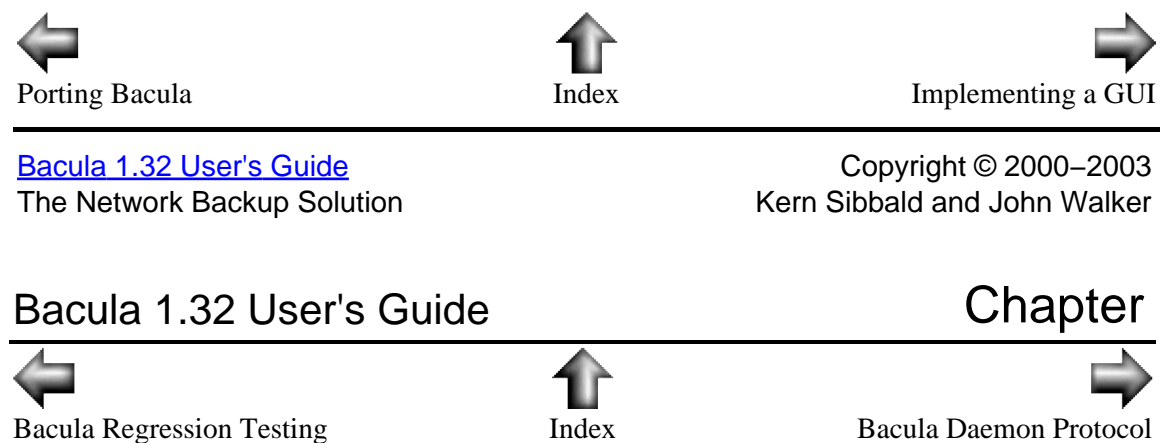 Porting Bacula Index Implementing a GUI
Bacula 1.32 User's Guide Copyright © 2000−2003
The Network Backup Solution Kern Sibbald and John Walker
Bacula 1.32 User's Guide Chapter
Bacula Regression Testing Index Bacula Daemon Protocol